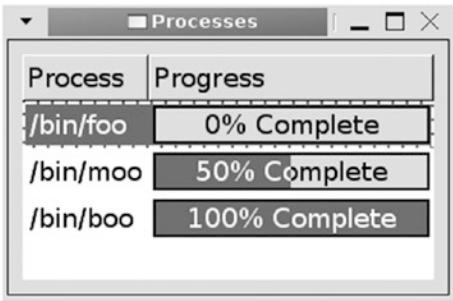 Processes
Process Progress
/bin/foo 0% Complete
/bin/moo 50% Complete
/bin/boo 100% Complete